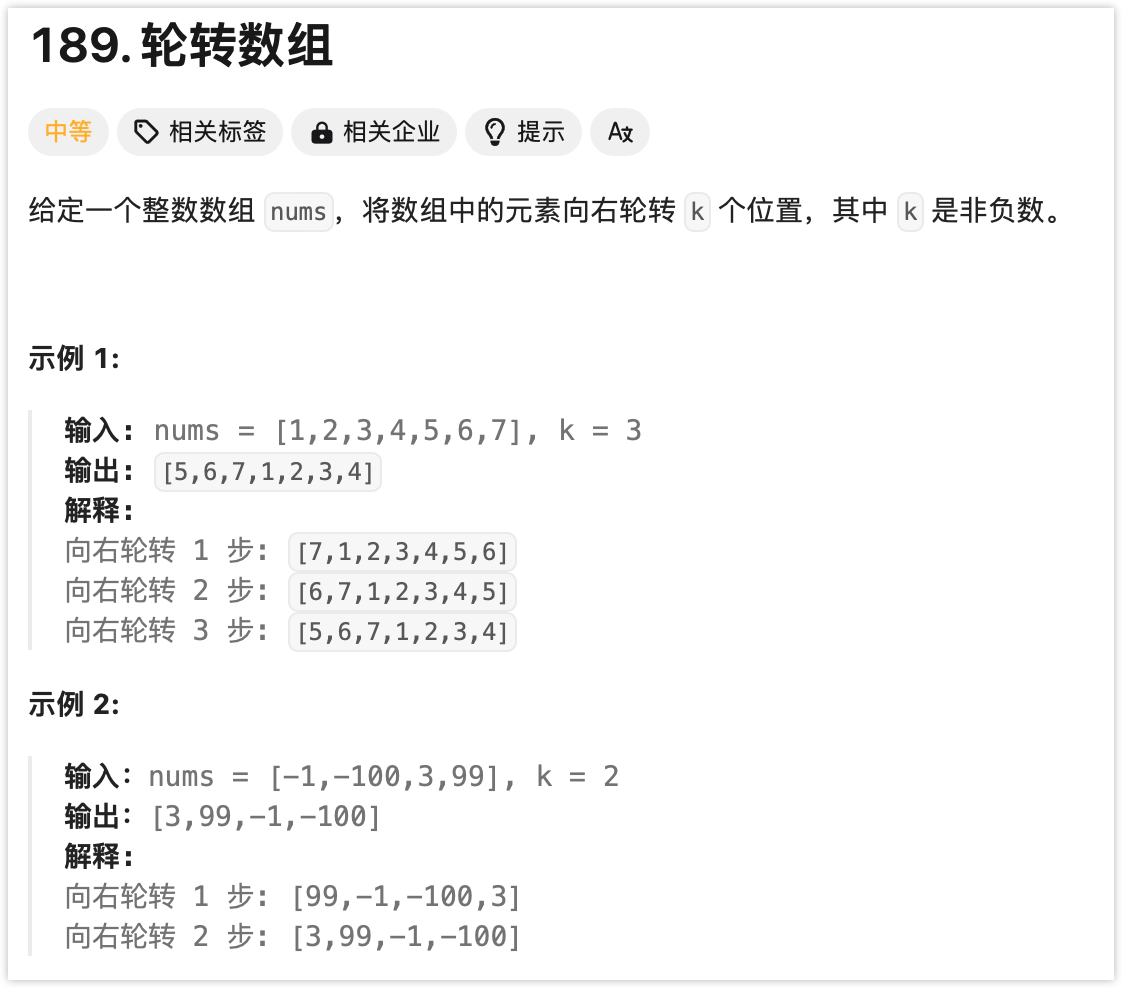 189. 轮转数组
中等 相关标签 相关企业 提示 Ax
给定一个整数数组 nums，将数组中的元素向右轮转 k 个位置，其中 k 是非负数。
示例 1:
输入: nums = [1,2,3,4,5,6,7], k = 3
输出: [5,6,7,1,2,3,4]
解释:
向右轮转 1 步: [7,1,2,3,4,5,6]
向右轮转 2 步: [6,7,1,2,3,4,5]
向右轮转 3 步: [5,6,7,1,2,3,4]
示例 2:
输入：nums = [-1,-100,3,99], k = 2
输出：[3,99,-1,-100]
解释:
向右轮转 1 步: [99,-1,-100,3]
向右轮转 2 步: [3,99,-1,-100]